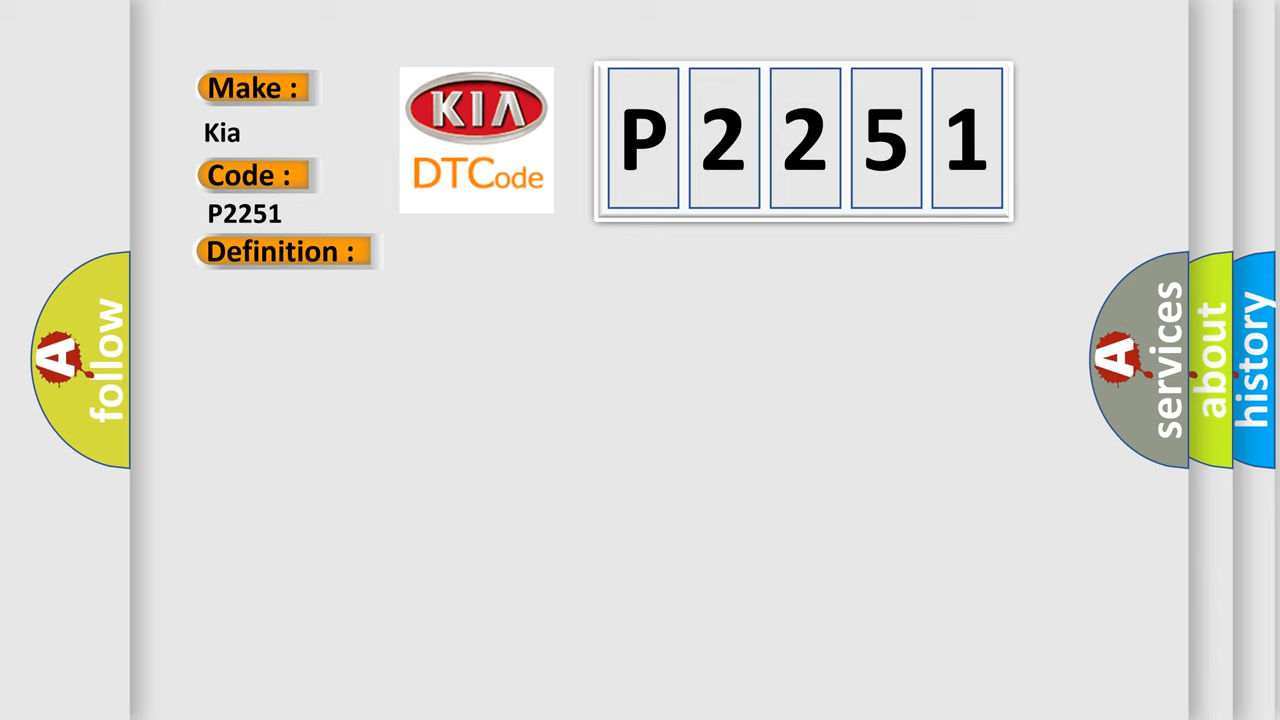 Make :
Kia
Code :
P2251
Definition :
KIA
DTCode
P 2 2 5 1
A follow
A services
about
history